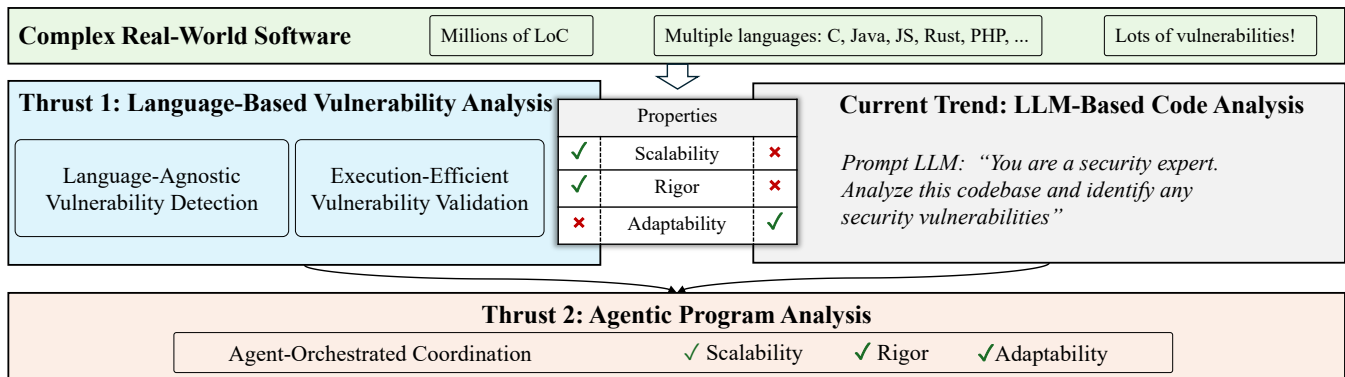 Complex Real-World Software
Millions of LoC
Multiple languages: C, Java, JS, Rust, PHP, ...
Lots of vulnerabilities!
Thrust 1: Language-Based Vulnerability Analysis
Language-Agnostic
Vulnerability Detection
Execution-Efficient
Vulnerability Validation
Properties
✓ Scalability ×
✓ Rigor ×
× Adaptability ✓
Current Trend: LLM-Based Code Analysis
Prompt LLM: “You are a security expert.
Analyze this codebase and identify any
security vulnerabilities”
Thrust 2: Agentic Program Analysis
Agent-Orchestrated Coordination ✓ Scalability ✓ Rigor ✓ Adaptability